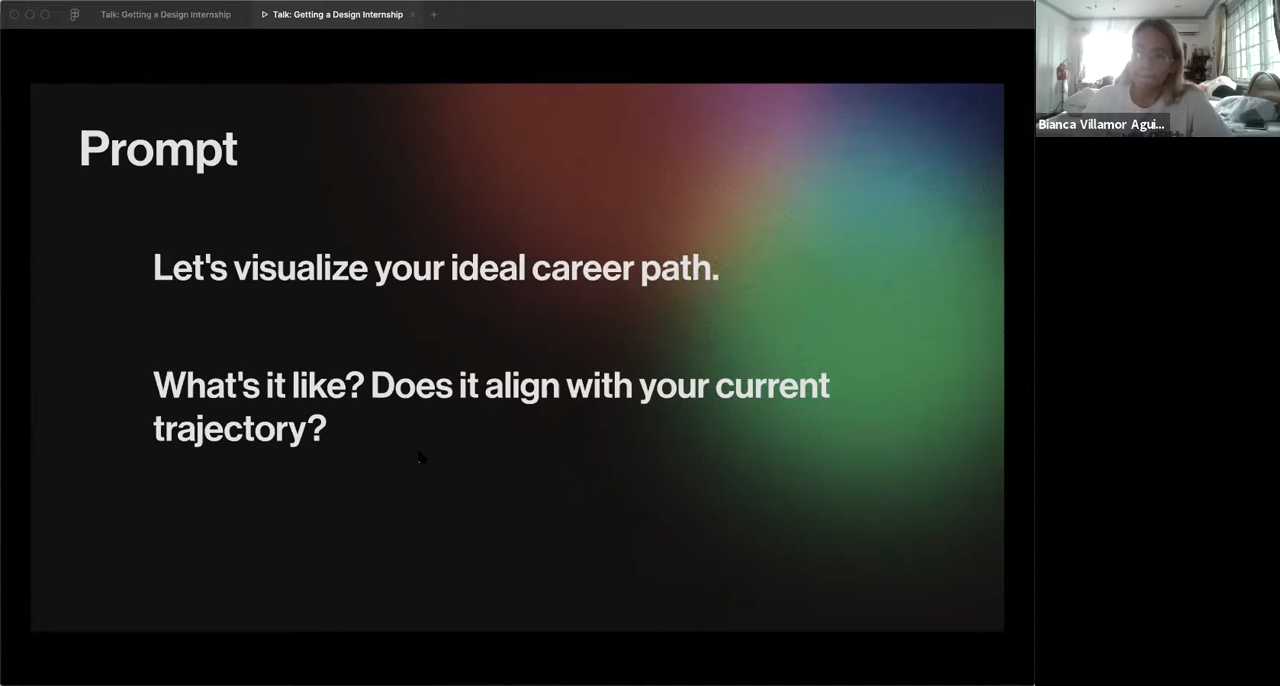 Talk: Getting a Design Internship
Talk: Getting a Design Internship
Prompt
Let's visualize your ideal career path.
What's it like? Does it align with your current
trajectory?
Bianca Villamor Agui...